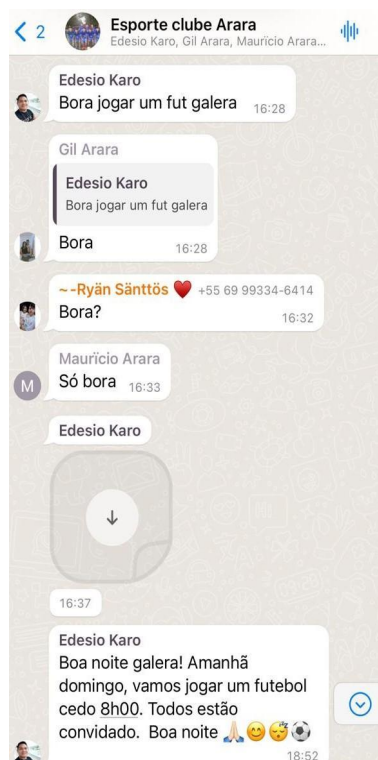 2
Esporte clube Arara
Edesio Karo, Gil Arara, Maurïcio Arara...
Edesio Karo
Bora jogar um fut galera 16:28
Gil Arara
Edesio Karo
Bora jogar um fut galera
Bora 16:28
~-Ryän Sänttös ❤️ +55 69 99334-6414
Bora?
16:32
Maurïcio Arara
M
Só bora 16:33
Edesio Karo
16:37
Edesio Karo
Boa noite galera! Amanhã
domingo, vamos jogar um futebol
cedo 8h00. Todos estão
convidado. Boa noite 🙏🏻😊😴⚽
18:52